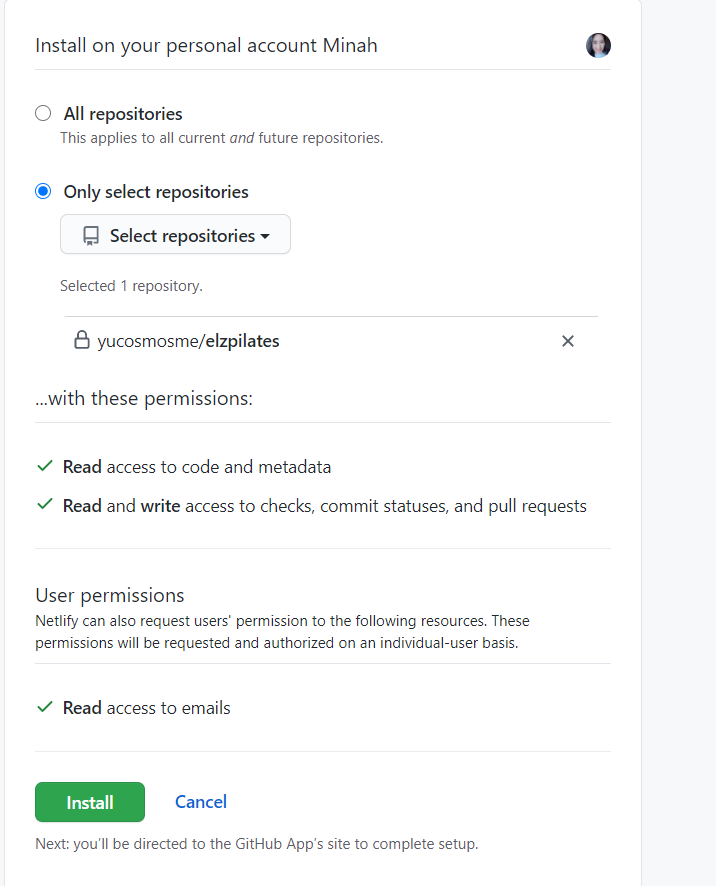 Install on your personal account Minah
All repositories
This applies to all current and future repositories.
Only select repositories
Select repositories
Selected 1 repository.
yucosmosme/elzpilates
...with these permissions:
Read access to code and metadata
Read and write access to checks, commit statuses, and pull requests
User permissions
Netlify can also request users' permission to the following resources. These
permissions will be requested and authorized on an individual-user basis.
Read access to emails
Install Cancel
Next: you'll be directed to the GitHub App's site to complete setup.